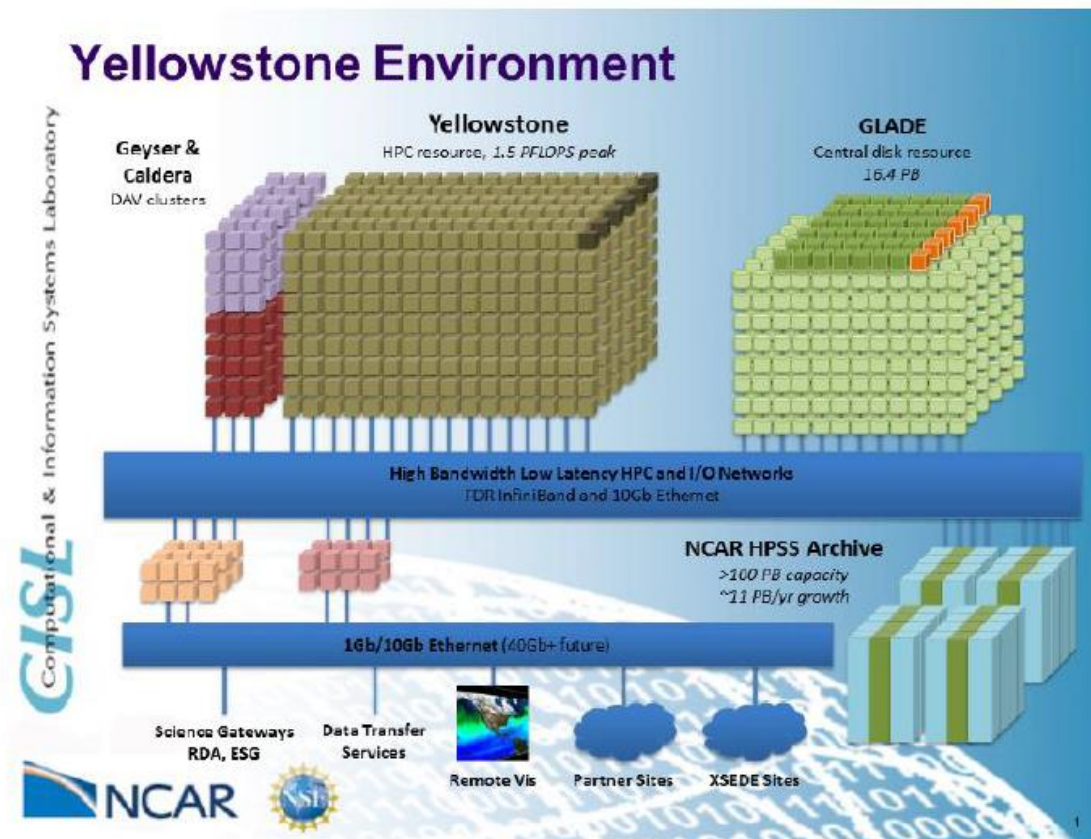 Yellowstone Environment
Computational & Information Systems Laboratory
CISL
Geyser &
Caldera
DAV clusters
Yellowstone
HPC resource, 1.5 PFLOPS peak
GLADE
Central disk resource
16.4 PB
High Bandwidth Low Latency HPC and I/O Networks
FDR InfiniBand and 10Gb Ethernet
NCAR HPSS Archive
>100 PB capacity
~11 PB/yr growth
1Gb/10Gb Ethernet (40Gb+ future)
Science Gateways
RDA, ESG
Data Transfer
Services
Remote Vis
Partner Sites
XSEDE Sites
NCAR
NSF
1